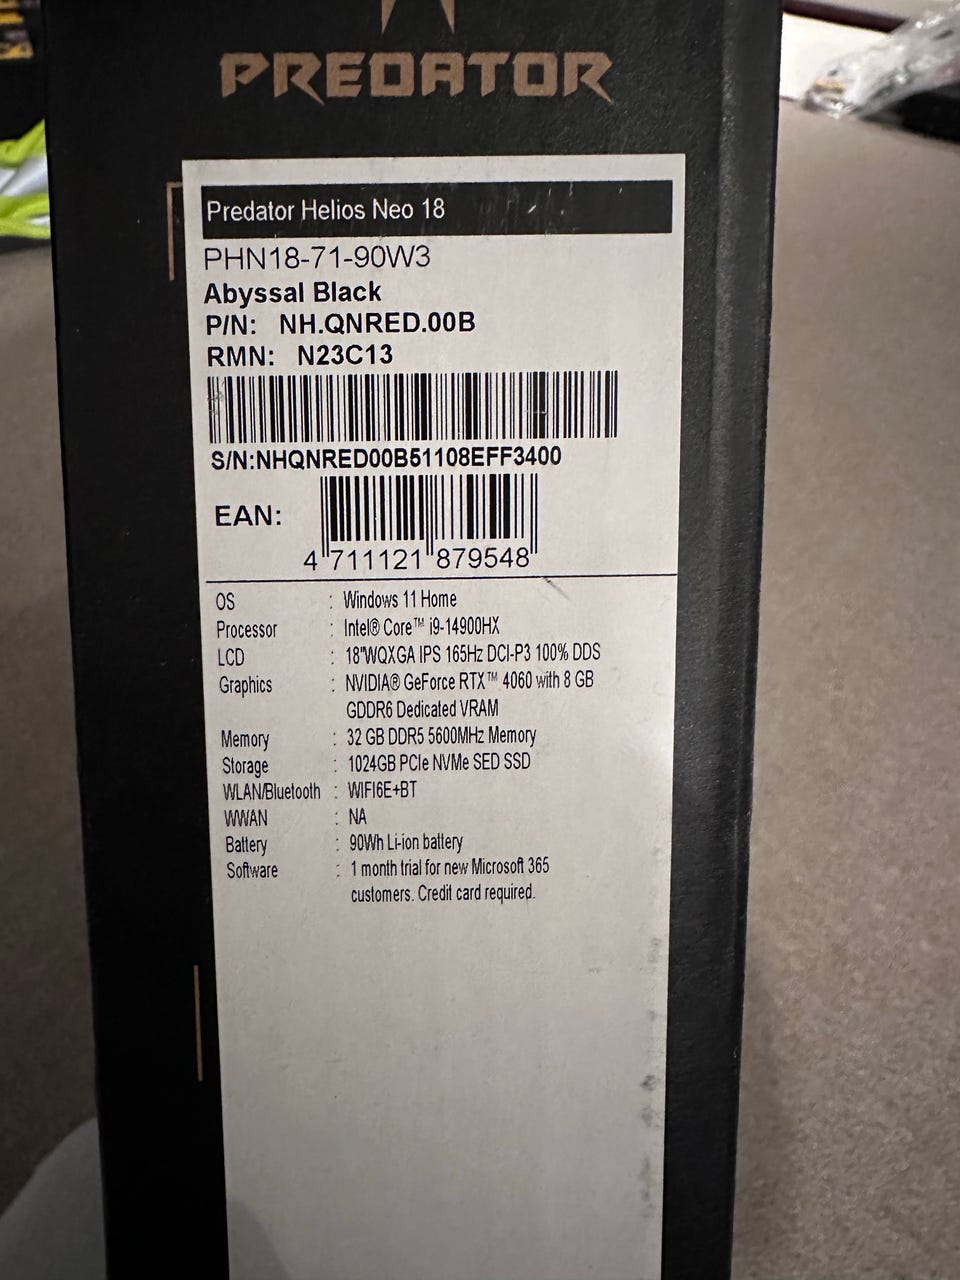 PREDATOR
Predator Helios Neo 18
PHN18-71-90W3
Abyssal Black
P/N: NH.QNRED.00B
RMN: N23C13
S/N:NHQNRED00B51108EFF3400
EAN:
4 711121 879548
OS : Windows 11 Home
Processor : Intel® Core™ i9-14900HX
LCD : 18"WQXGA IPS 165Hz DCI-P3 100% DDS
Graphics : NVIDIA® GeForce RTX™ 4060 with 8 GB
GDDR6 Dedicated VRAM
Memory : 32 GB DDR5 5600MHz Memory
Storage : 1024GB PCIe NVMe SED SSD
WLAN/Bluetooth : WIFI6E+BT
WWAN : NA
Battery : 90Wh Li-ion battery
Software : 1 month trial for new Microsoft 365
customers. Credit card required.